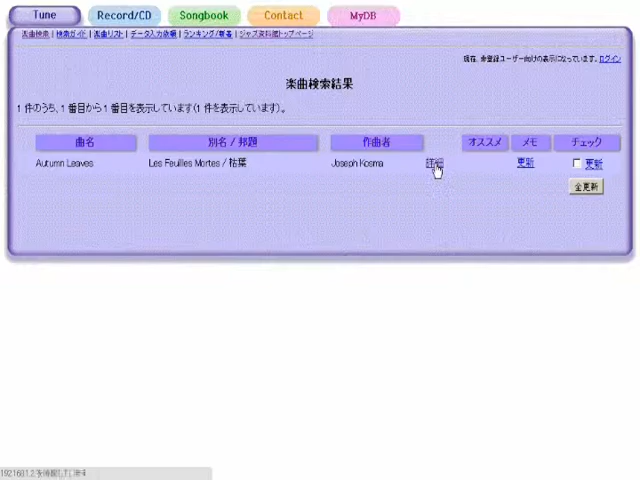 Tune Record/CD Songbook Contact MyDB
楽曲検索 | 検索ガイド | 楽曲リスト | データ入力依頼 | ランキング/新着 | ジャズ資料館トップページ
現在、未登録ユーザー向けの表示になっています。ログイン
楽曲検索結果
1 件のうち、1 番目から 1 番目を表示しています(1 件を表示しています)。
曲名 別名 / 邦題 作曲者 オススメ メモ チェック
Autumn Leaves Les Feuilles Mortes / 枯葉 Joseph Kosma 詳細 更新 更新
全更新